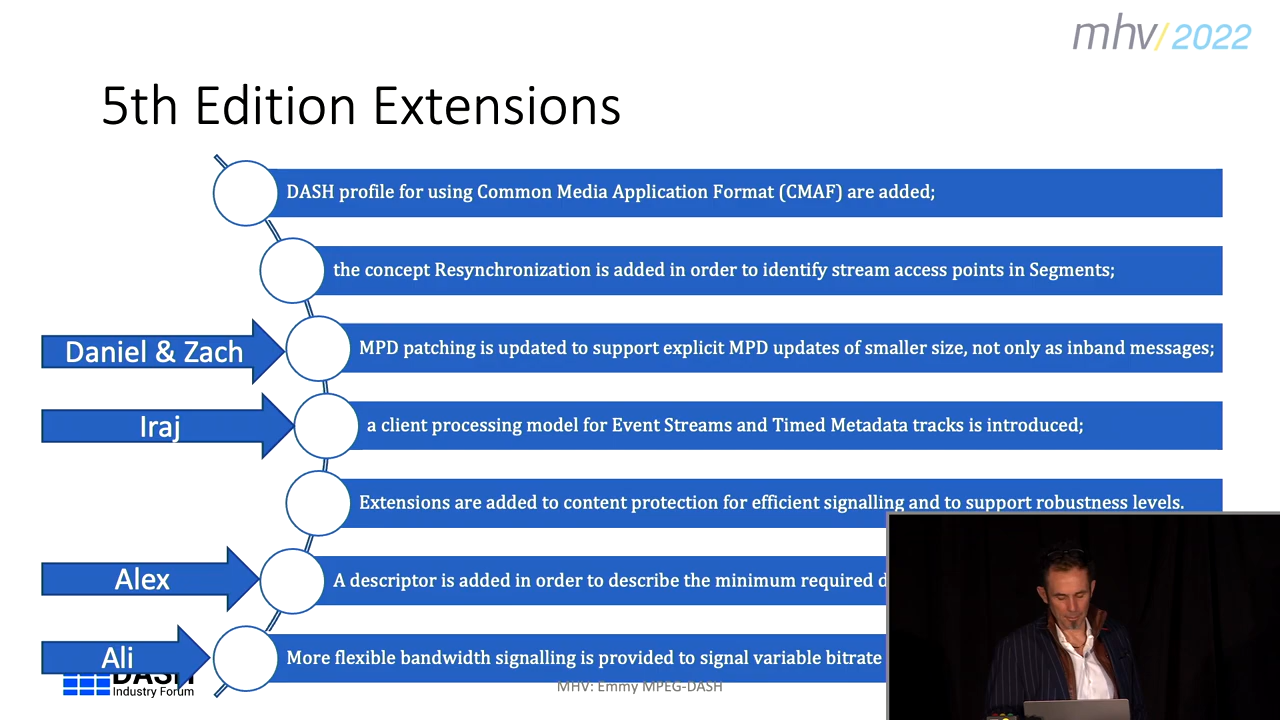 mhv/2022
5th Edition Extensions
DASH profile for using Common Media Application Format (CMAF) are added;
the concept Resynchronization is added in order to identify stream access points in Segments;
Daniel & Zach
MPD patching is updated to support explicit MPD updates of smaller size, not only as inband messages;
Iraj
a client processing model for Event Streams and Timed Metadata tracks is introduced;
Extensions are added to content protection for efficient signalling and to support robustness levels.
Alex
A descriptor is added in order to describe the minimum required
Ali
More flexible bandwidth signalling is provided to signal variable bitrate
DASH
Industry Forum
MHV: Emmy MPEG-DASH